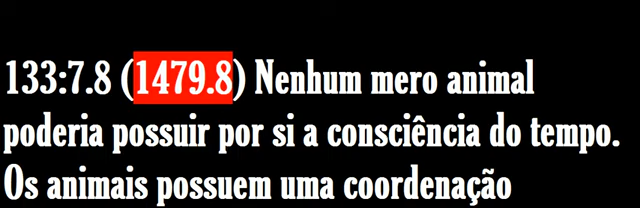 133:7.8 (1479.8) Nenhum mero animal
poderia possuir por si a consciência do tempo.
Os animais possuem uma coordenação